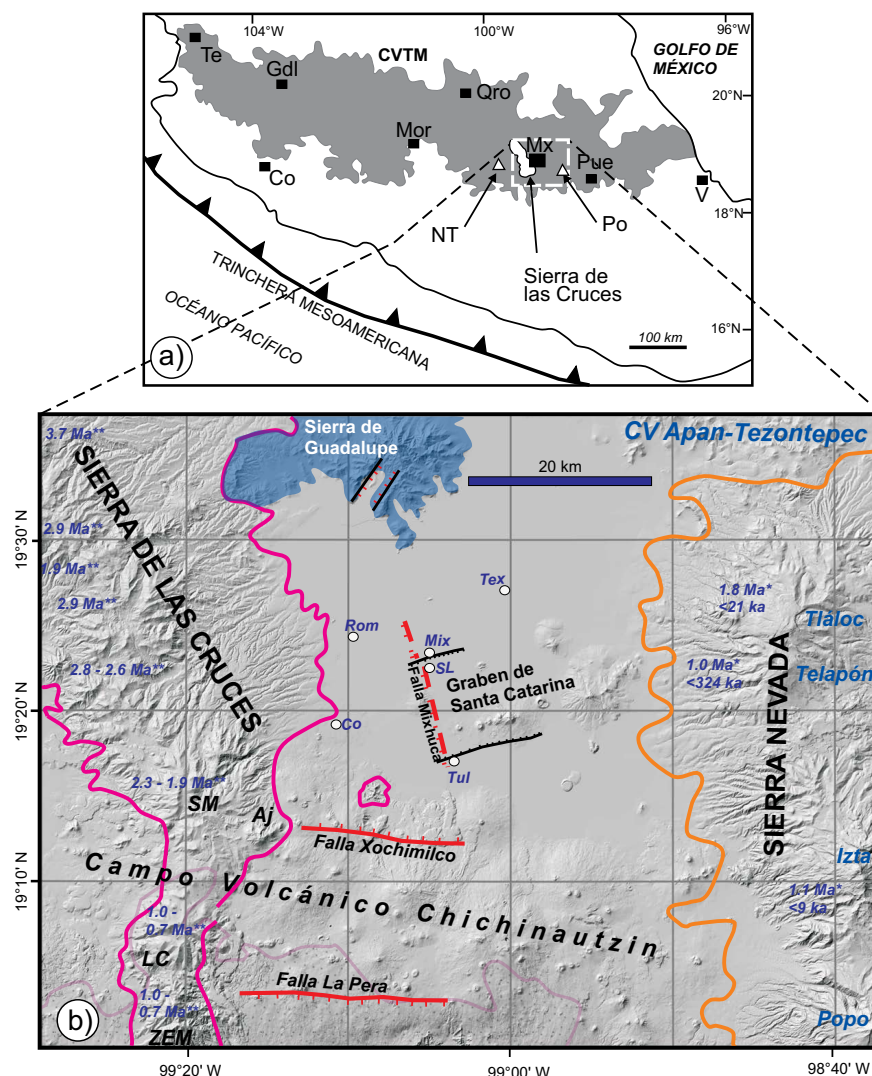 104°W
100°W
96°W
GOLFO DE
MÉXICO
CVTM
Te
Gdl
Qro
20°N
Mor
Mx
Pue
Co
V
NT
Po
18°N
Sierra de
las Cruces
TRINCHERA MESOAMERICANA
OCÉANO PACÍFICO
16°N
100 km
a)
3.7 Ma**
Sierra de
Guadalupe
CV Apan-Tezontepec
20 km
SIERRA DE LAS CRUCES
19°30' N
2.9 Ma**
1.9 Ma**
2.9 Ma**
Tex
1.8 Ma*
<21 ka
Tláloc
Rom
Mix
SL
Falla Mixhuca
Graben de
Santa Catarina
2.8 - 2.6 Ma**
1.0 Ma*
<324 ka
Telapón
19°20' N
Co
Tul
SIERRA NEVADA
2.3 - 1.9 Ma**
SM
Aj
Falla Xochimilco
Izta
19°10' N
Campo Volcánico Chichinautzin
1.1 Ma*
<9 ka
1.0 -
0.7 Ma**
LC
Falla La Pera
1.0 -
0.7 Ma**
ZEM
Popo
b)
99°20' W
99°00' W
98°40' W